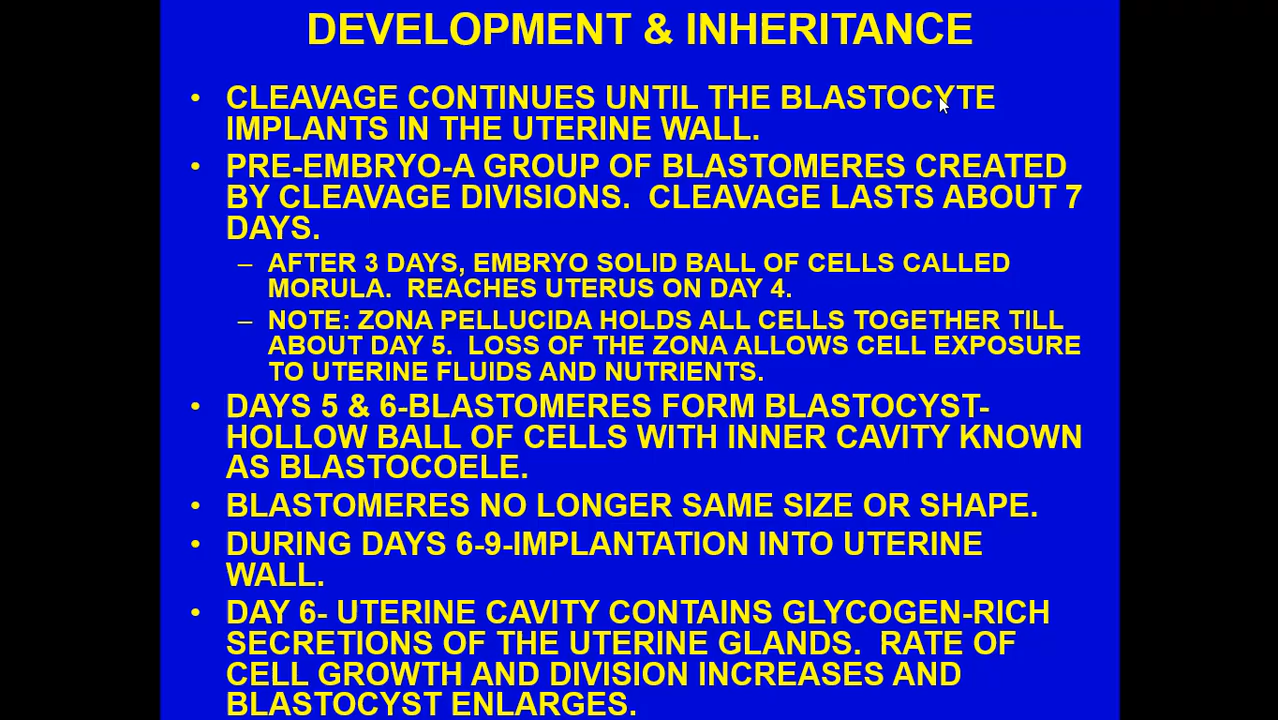 DEVELOPMENT & INHERITANCE
• CLEAVAGE CONTINUES UNTIL THE BLASTOCYTE
IMPLANTS IN THE UTERINE WALL.
• PRE-EMBRYO-A GROUP OF BLASTOMERES CREATED
BY CLEAVAGE DIVISIONS.  CLEAVAGE LASTS ABOUT 7
DAYS.
– AFTER 3 DAYS, EMBRYO SOLID BALL OF CELLS CALLED
MORULA.  REACHES UTERUS ON DAY 4.
– NOTE: ZONA PELLUCIDA HOLDS ALL CELLS TOGETHER TILL
ABOUT DAY 5.  LOSS OF THE ZONA ALLOWS CELL EXPOSURE
TO UTERINE FLUIDS AND NUTRIENTS.
• DAYS 5 & 6-BLASTOMERES FORM BLASTOCYST-
HOLLOW BALL OF CELLS WITH INNER CAVITY KNOWN
AS BLASTOCOELE.
• BLASTOMERES NO LONGER SAME SIZE OR SHAPE.
• DURING DAYS 6-9-IMPLANTATION INTO UTERINE
WALL.
• DAY 6- UTERINE CAVITY CONTAINS GLYCOGEN-RICH
SECRETIONS OF THE UTERINE GLANDS.  RATE OF
CELL GROWTH AND DIVISION INCREASES AND
BLASTOCYST ENLARGES.